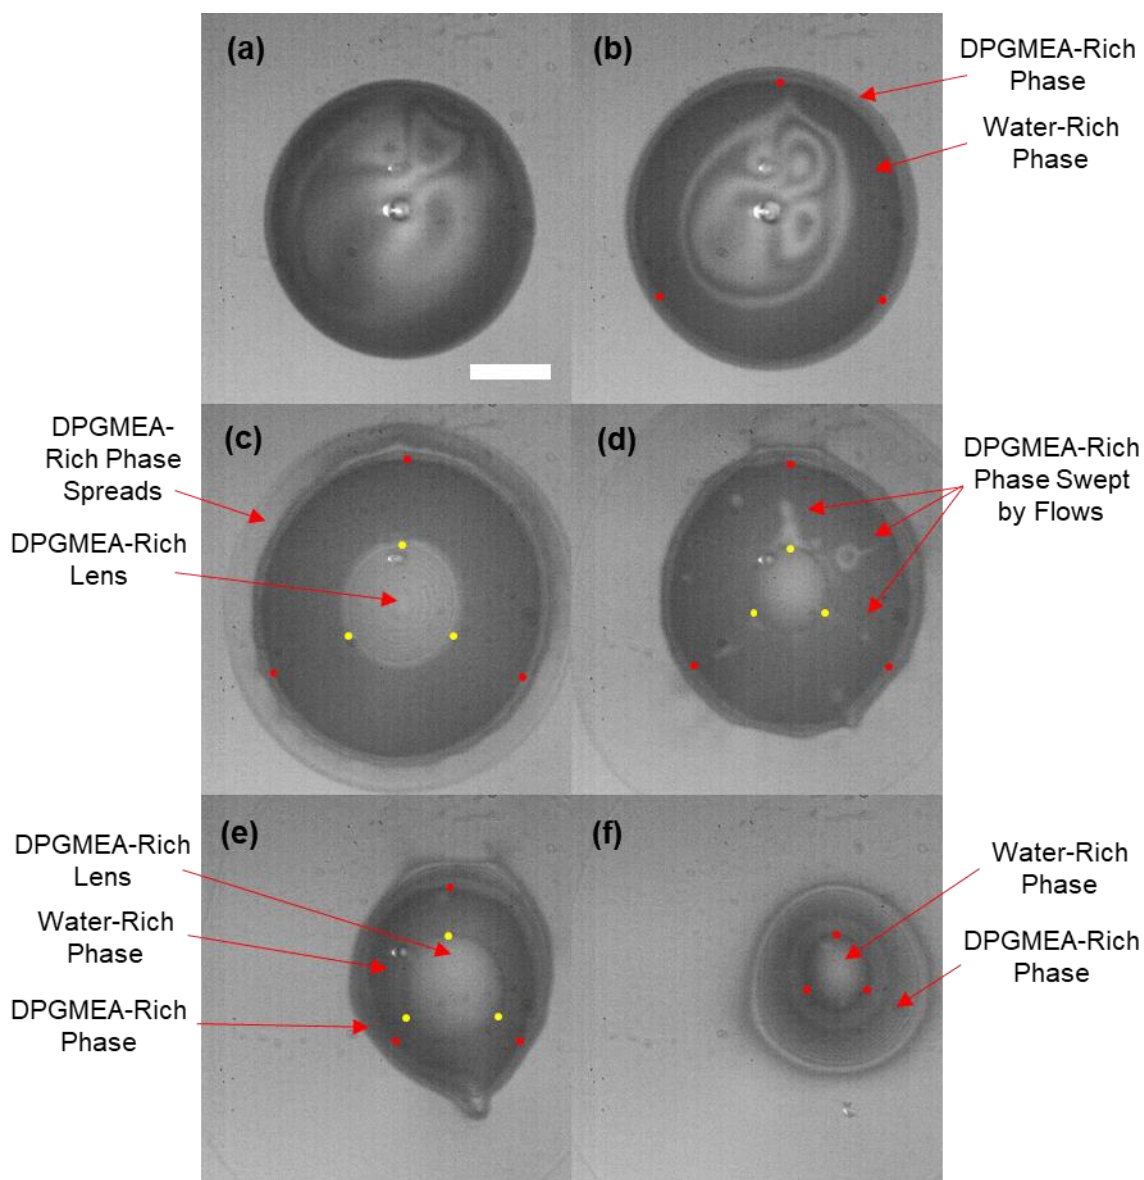 (a)
(b)
DPGMEA-Rich
Phase
Water-Rich
Phase
DPGMEA-
Rich Phase
Spreads
DPGMEA-Rich
Lens
(c)
(d)
DPGMEA-Rich
Phase Swept
by Flows
DPGMEA-Rich
Lens
Water-Rich
Phase
DPGMEA-Rich
Phase
(e)
(f)
Water-Rich
Phase
DPGMEA-Rich
Phase